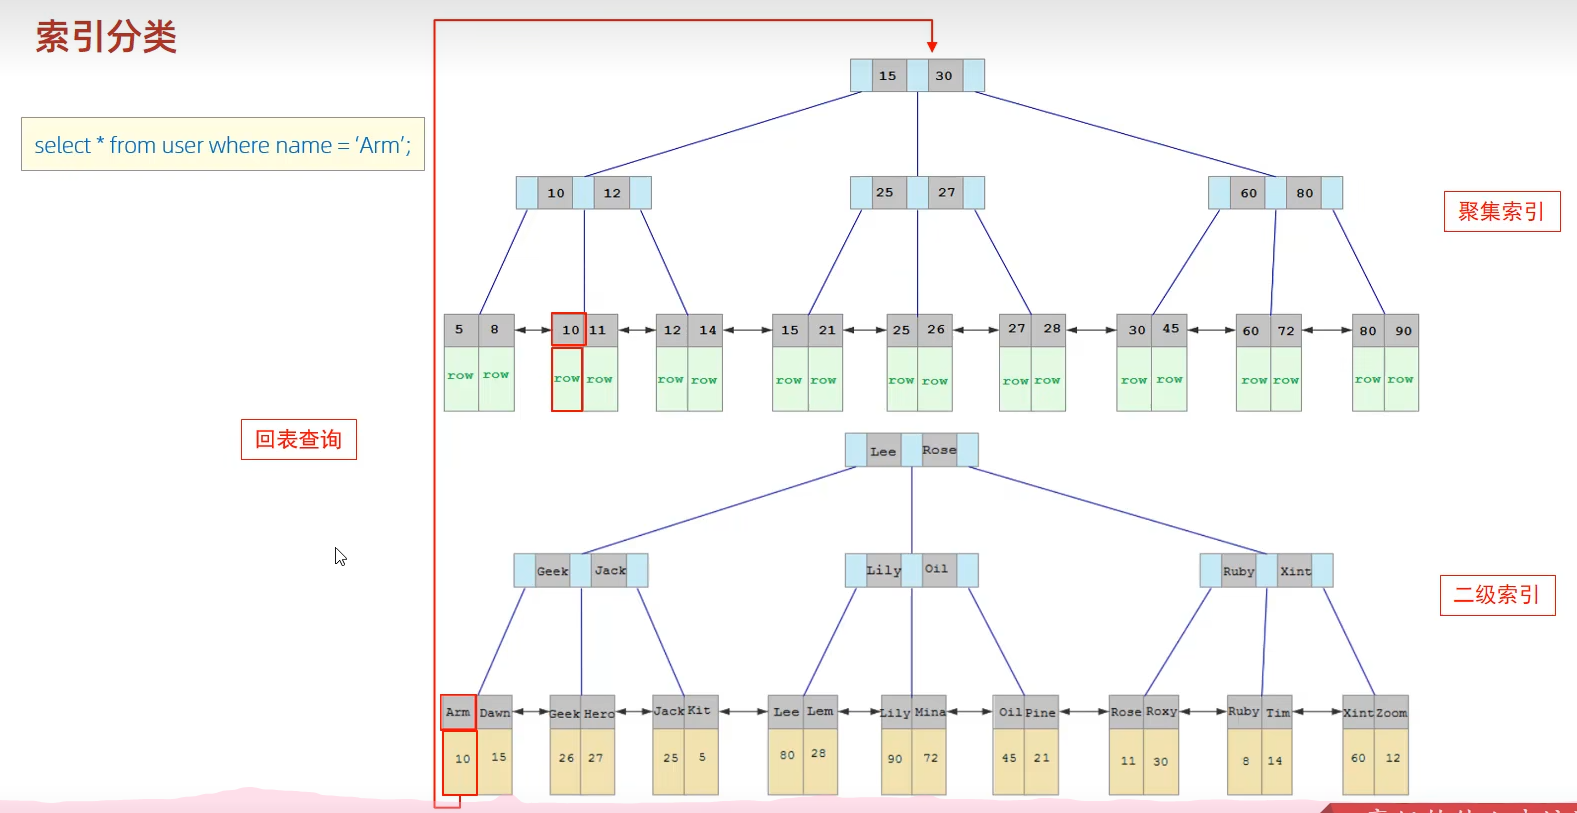 索引分类
select * from user where name = ‘Arm’;
15 30
10 12 25 27 60 80
聚集索引
5 8 10 11 12 14 15 21 25 26 27 28 30 45 60 72 80 90
row row row row row row row row row row row row row row row row row row
回表查询
Lee Rose
Geek Jack Lily Oil Ruby Xint
二级索引
Arm Dawn Geek Hero Jack Kit Lee Lem Lily Mina Oil Pine Rose Roxy Ruby Tim Xint Zoom
10 15 26 27 25 5 80 28 90 72 45 21 11 30 8 14 60 12